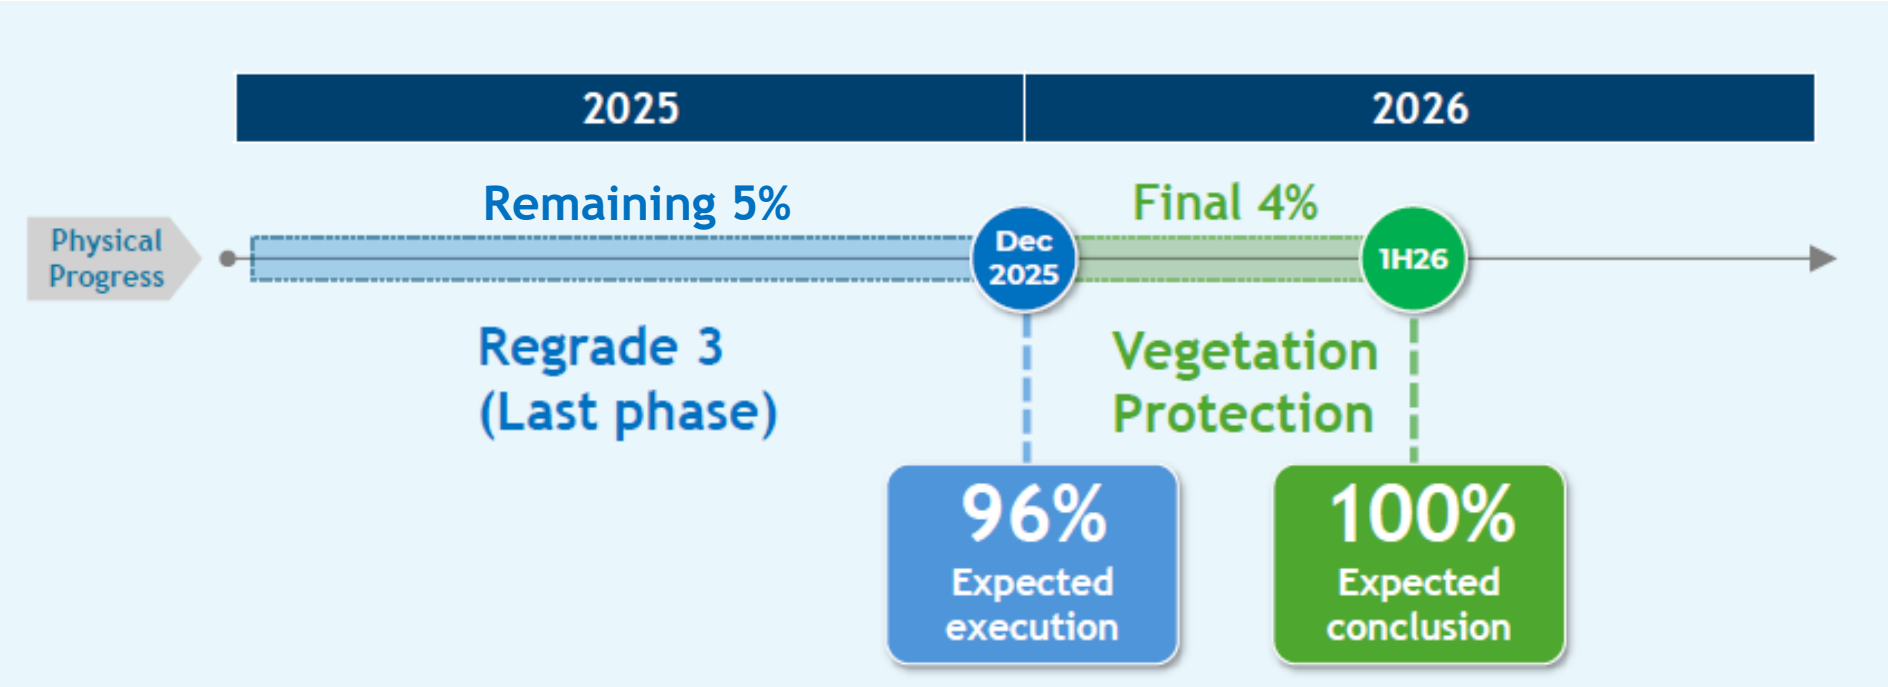 2025
2026
Remaining 5%
Final 4%
Physical
Progress
Dec
2025
1H26
Regrade 3
(Last phase)
Vegetation
Protection
96%
Expected
execution
100%
Expected
conclusion